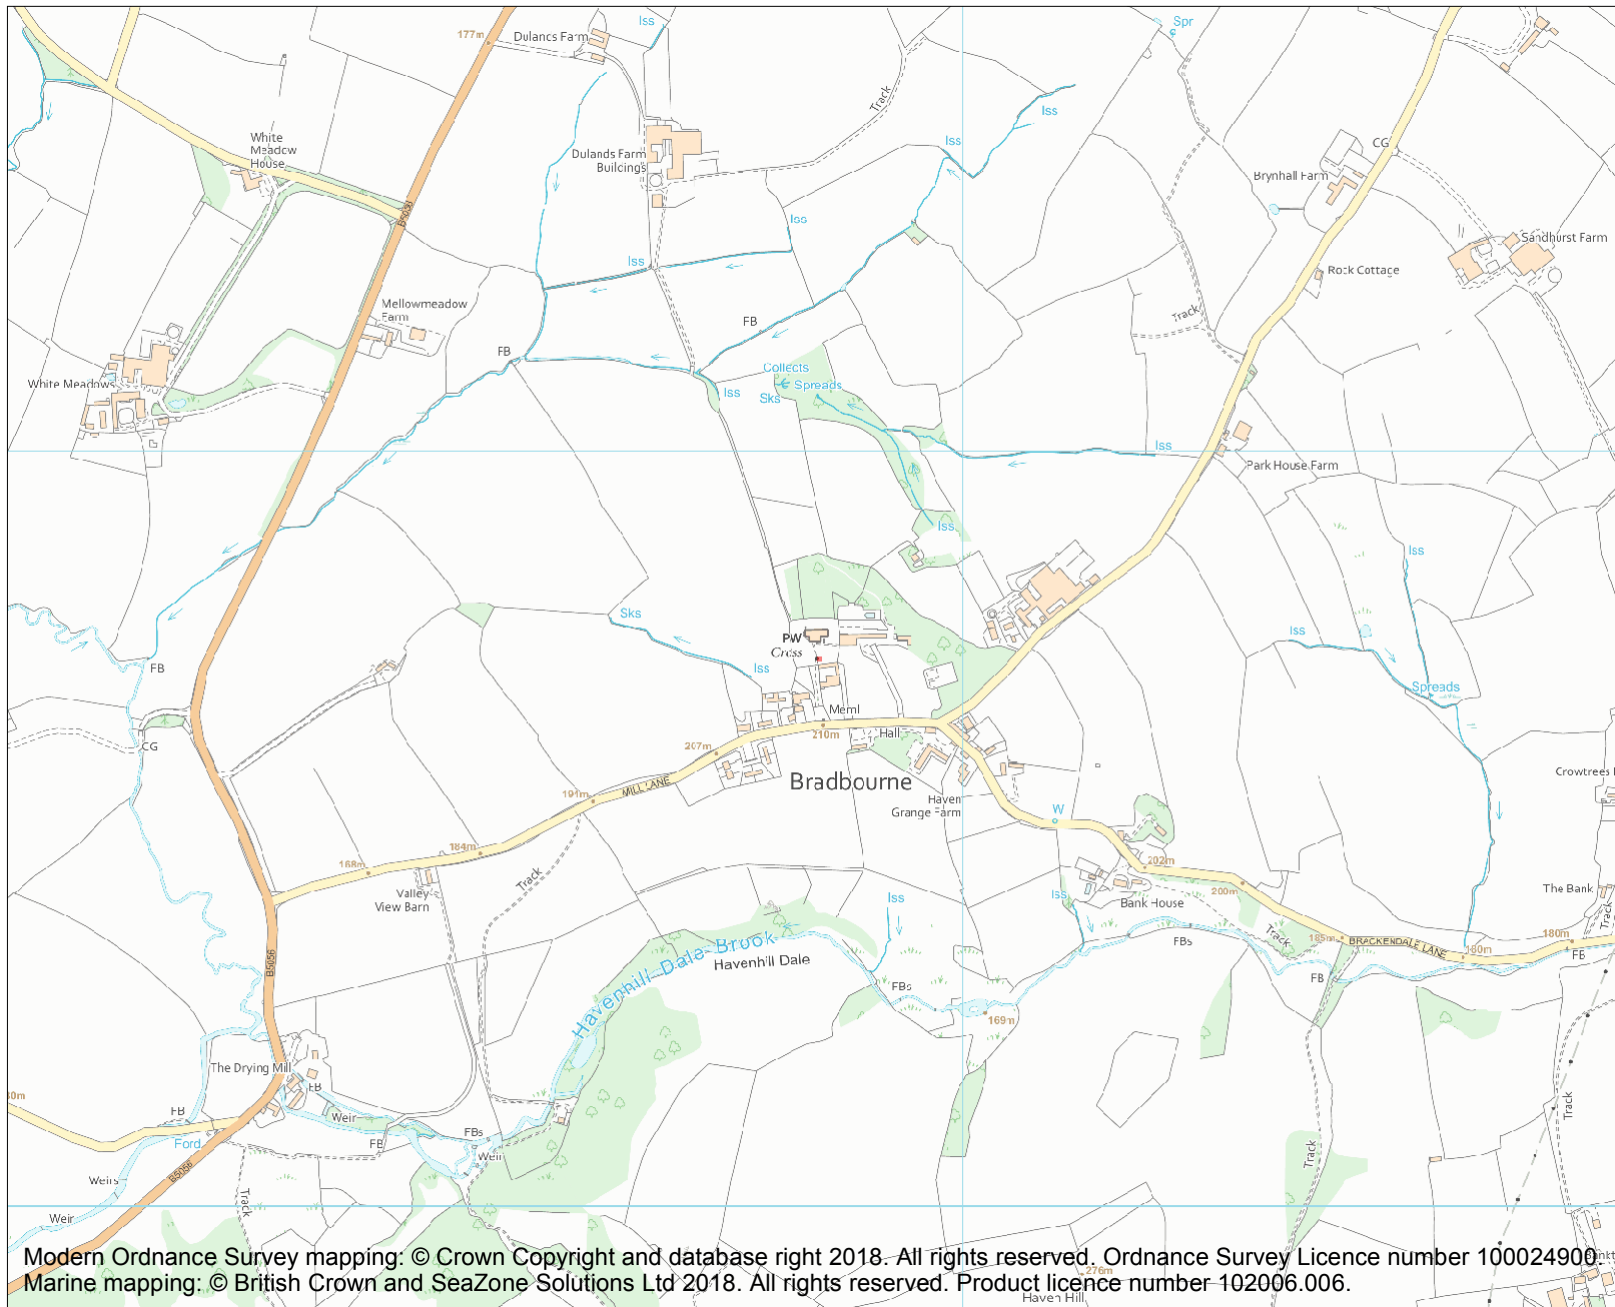 Iss
Spr
177m
Dulands Farm
Track
Iss
White
Meadow
House
Iss
CG
Dulands Farm
Buildings
Brynhall Farm
B5056
Iss
Sandhurst Farm
Iss
Rock Cottage
Mellowmeadow
Farm
Track
FB
FB
Collects
White Meadows
Spreads
Iss
Sks
Iss
Park House Farm
Iss
Iss
Sks
Iss
PW
Cross
FB
Iss
Spreads
Meml
Hall
210m
CG
207m
Bradbourne
MILL LANE
191m
Crowtrees
Haven
Grange Farm
W
184m
168m
202m
Track
Valley
View Barn
Iss
Iss
Bank House
200m
The Bank
Track
Track
185m
BRACKENDALE LANE
180m
180m
FBs
FB
Havenhill Dale Brook
Havenhill Dale
B5056
FB
FBs
169m
The Drying Mill
FB
FB
Weir
Track
Ford
FB
FBs
Weir
Track
Weirs
B5056
Track
Weir
Modern Ordnance Survey mapping: © Crown Copyright and database right 2018. All rights reserved. Ordnance Survey Licence number 100024900.
276m
Marine mapping: © British Crown and SeaZone Solutions Ltd 2018. All rights reserved. Product licence number 102006.006.
Haven Hill